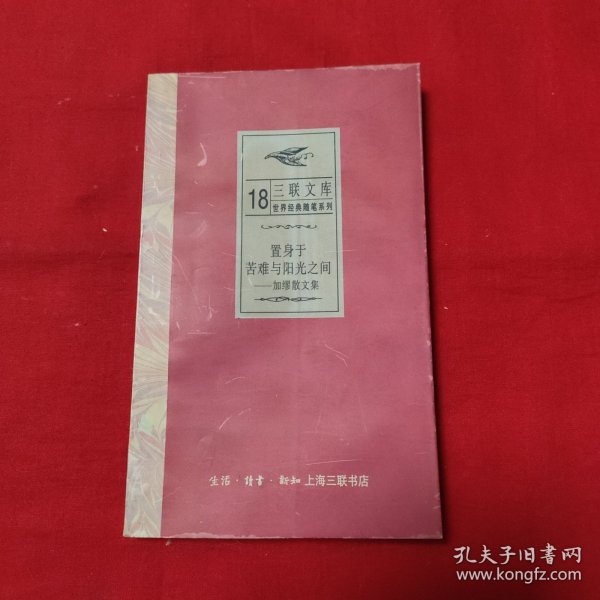 18
三联文库
世界经典随笔系列
置身于
苦难与阳光之间
——加缪散文集
生活·读书·新知 上海三联书店
孔夫子旧书网
www.kongfz.com